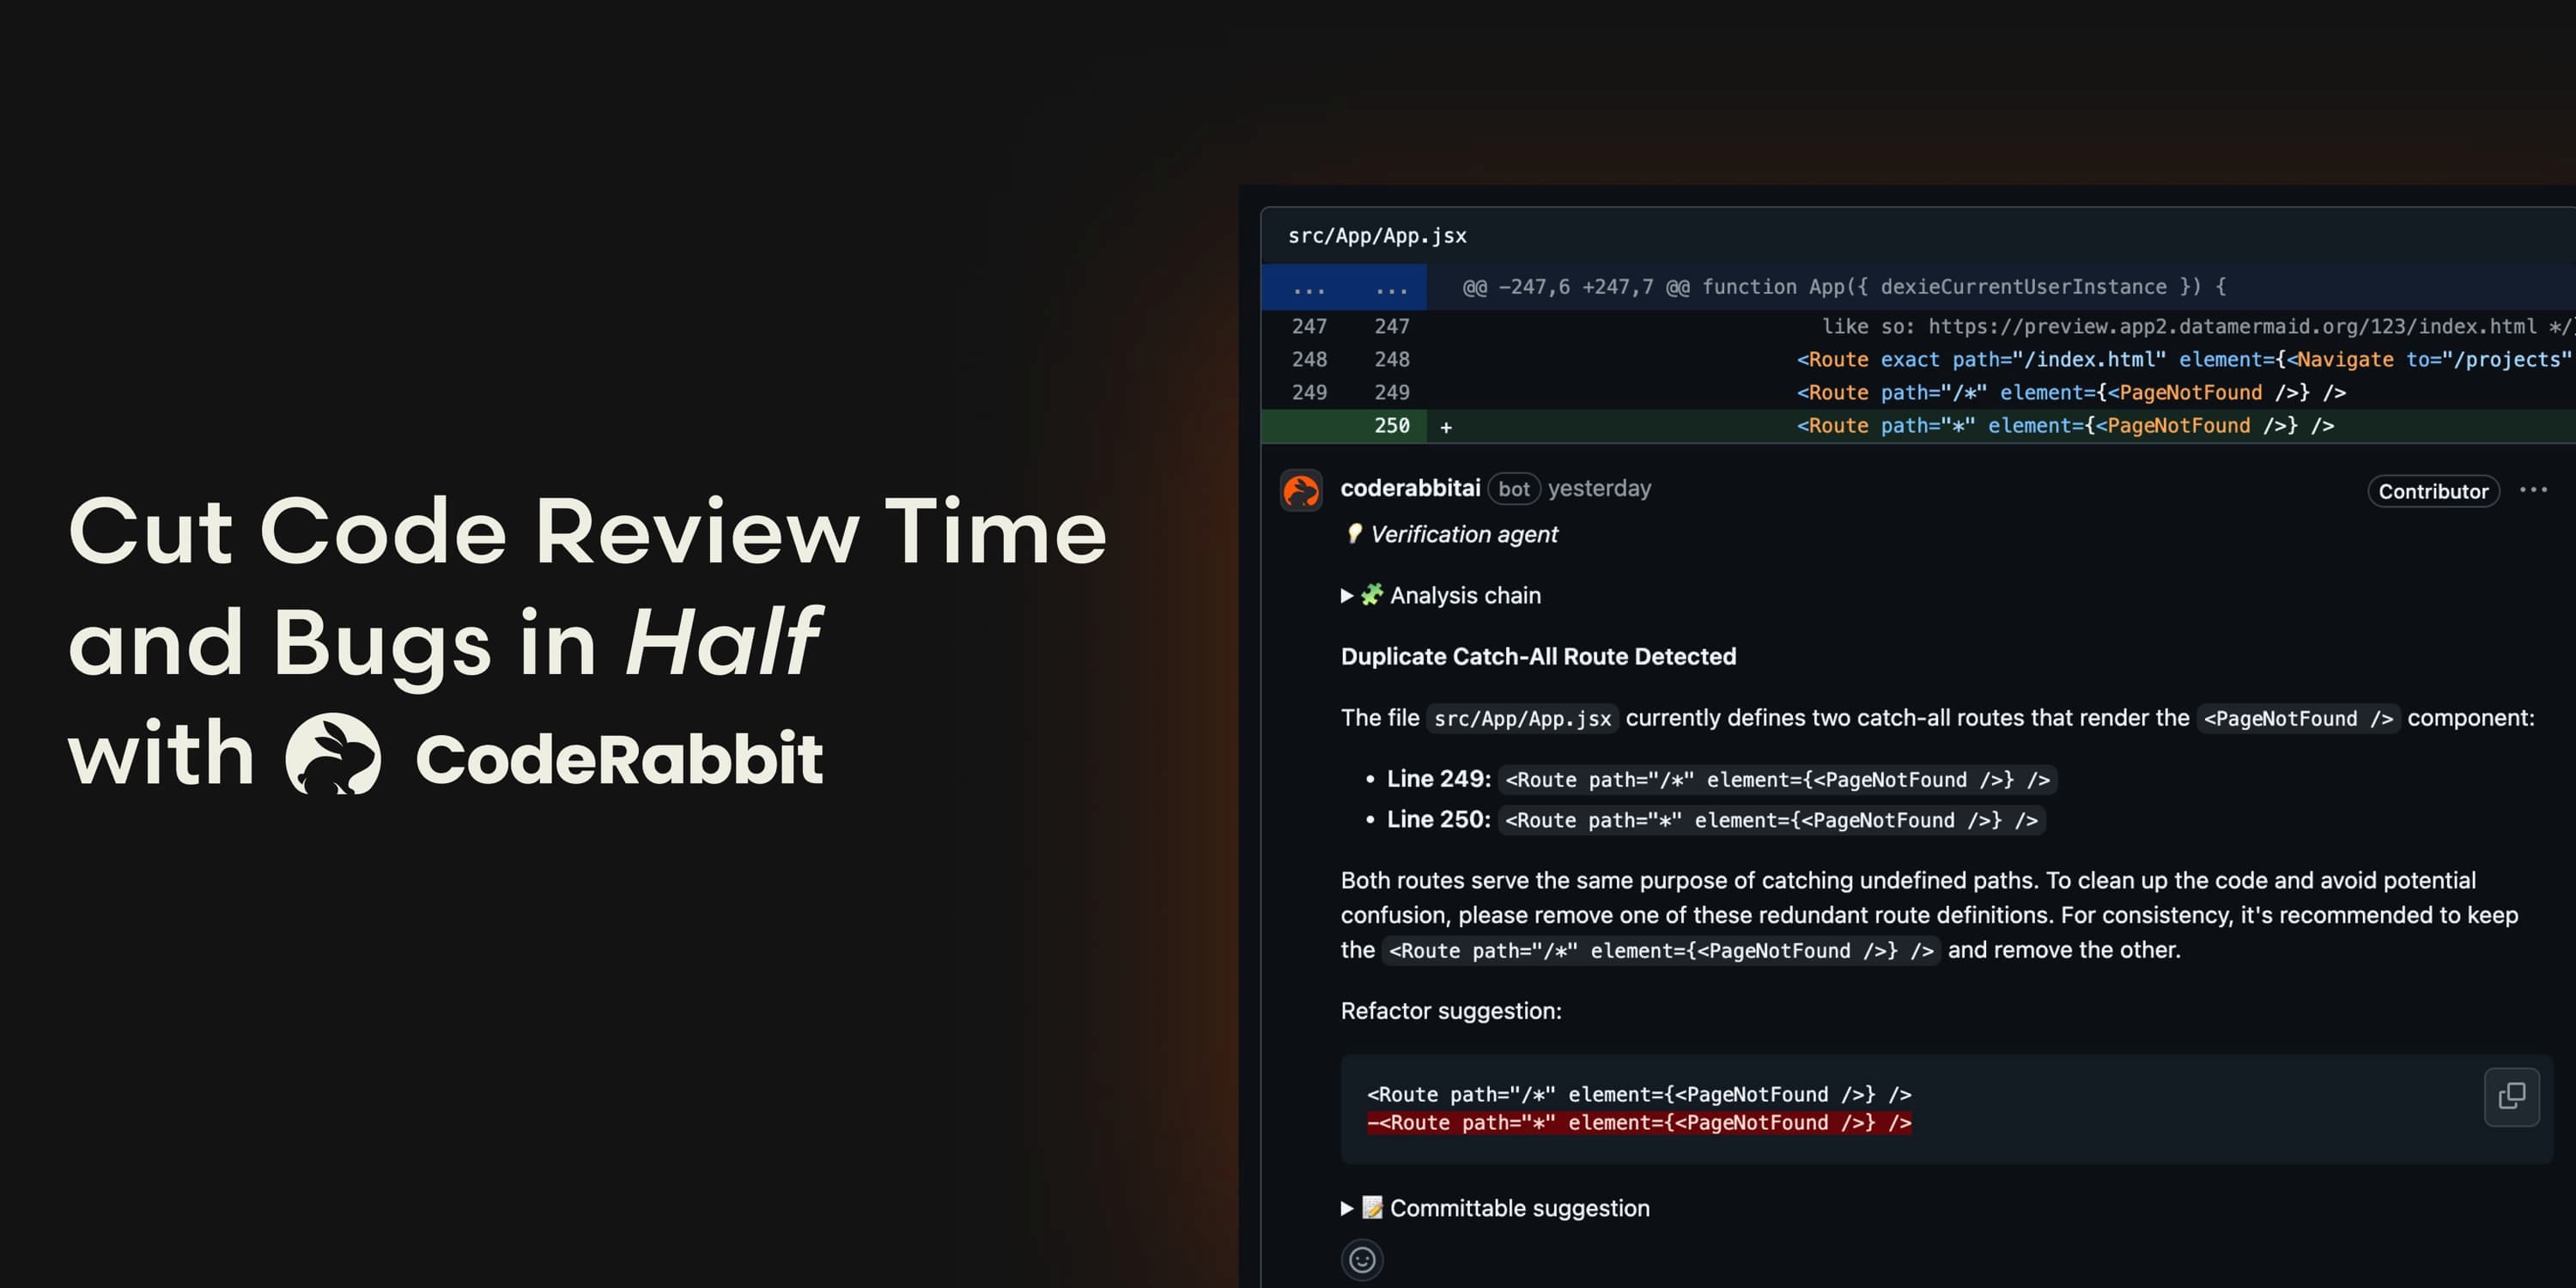 Cut Code Review Time
and Bugs in Half
with CodeRabbit
src/App/App.jsx
... ... @@ -247,6 +247,7 @@ function App({ dexieCurrentUserInstance }) {
247 247 like so: https://preview.app2.datamermaid.org/123/index.html */}
248 248 <Route exact path="/index.html" element={<Navigate to="/projects"
249 249 <Route path="/*" element={<PageNotFound />} />
250 + <Route path="*" element={<PageNotFound />} />
coderabbitai bot yesterday Contributor ...
💡 Verification agent
▶ 🧩 Analysis chain
Duplicate Catch-All Route Detected
The file src/App/App.jsx currently defines two catch-all routes that render the <PageNotFound /> component:
• Line 249: <Route path="/*" element={<PageNotFound />} />
• Line 250: <Route path="*" element={<PageNotFound />} />
Both routes serve the same purpose of catching undefined paths. To clean up the code and avoid potential
confusion, please remove one of these redundant route definitions. For consistency, it's recommended to keep
the <Route path="/*" element={<PageNotFound />} /> and remove the other.
Refactor suggestion:
<Route path="/*" element={<PageNotFound />} />
-<Route path="*" element={<PageNotFound />} />
▶ 📝 Committable suggestion